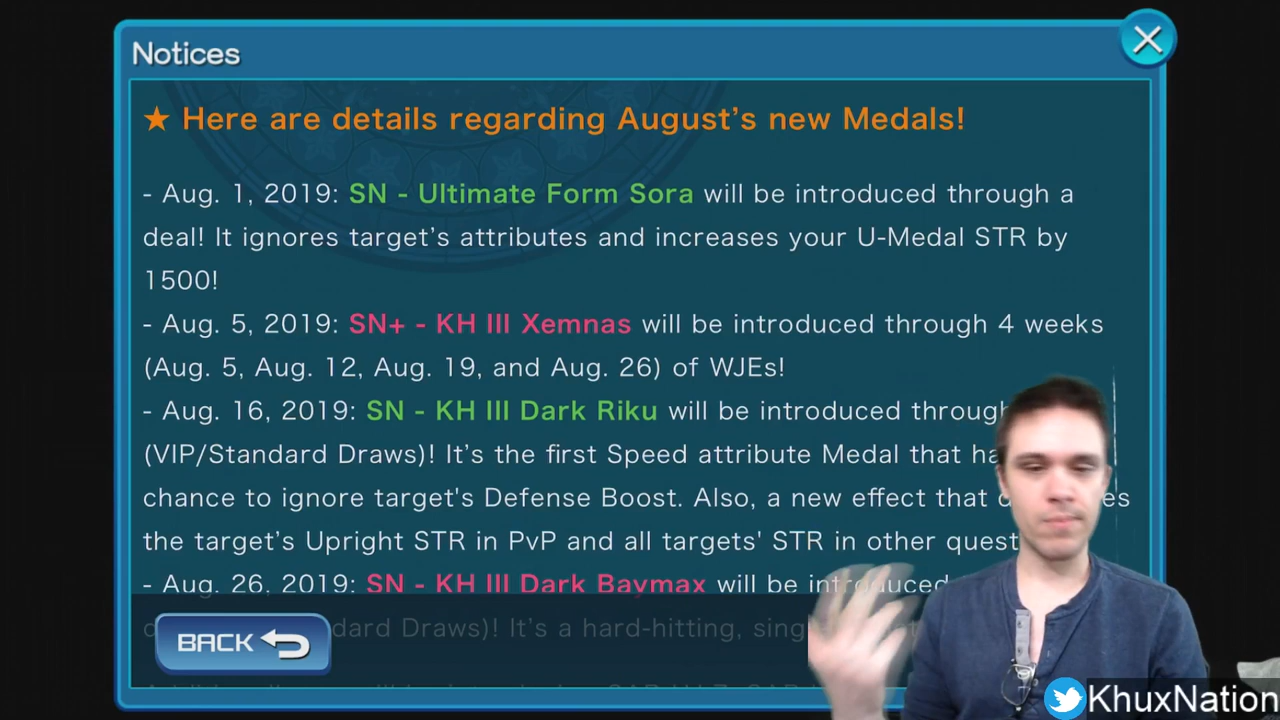 Notices
★ Here are details regarding August's new Medals!
- Aug. 1, 2019: SN - Ultimate Form Sora will be introduced through a
deal! It ignores target's attributes and increases your U-Medal STR by
1500!
- Aug. 5, 2019: SN+ - KH III Xemnas will be introduced through 4 weeks
(Aug. 5, Aug. 12, Aug. 19, and Aug. 26) of WJEs!
- Aug. 16, 2019: SN - KH III Dark Riku will be introduced through
(VIP/Standard Draws)! It's the first Speed attribute Medal that
chance to ignore target's Defense Boost. Also, a new effect that
the target's Upright STR in PvP and all targets' STR in other
- Aug. 26, 2019: SN - KH III Dark Baymax will be introduced
BACK dard Draws)! It's a hard-hitting,
KhuxNation